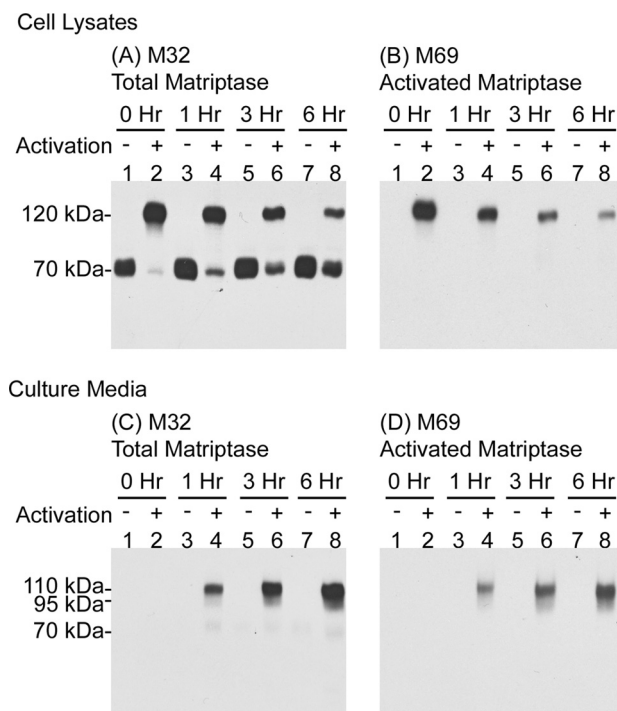 Cell Lysates
(A) M32
Total Matriptase
0 Hr 1 Hr 3 Hr 6 Hr
Activation - + - + - + - +
1 2 3 4 5 6 7 8
120 kDa-
70 kDa-
(B) M69
Activated Matriptase
0 Hr 1 Hr 3 Hr 6 Hr
- + - + - + - +
1 2 3 4 5 6 7 8
Culture Media
(C) M32
Total Matriptase
0 Hr 1 Hr 3 Hr 6 Hr
Activation - + - + - + - +
1 2 3 4 5 6 7 8
110 kDa-
95 kDa-
70 kDa-
(D) M69
Activated Matriptase
0 Hr 1 Hr 3 Hr 6 Hr
- + - + - + - +
1 2 3 4 5 6 7 8